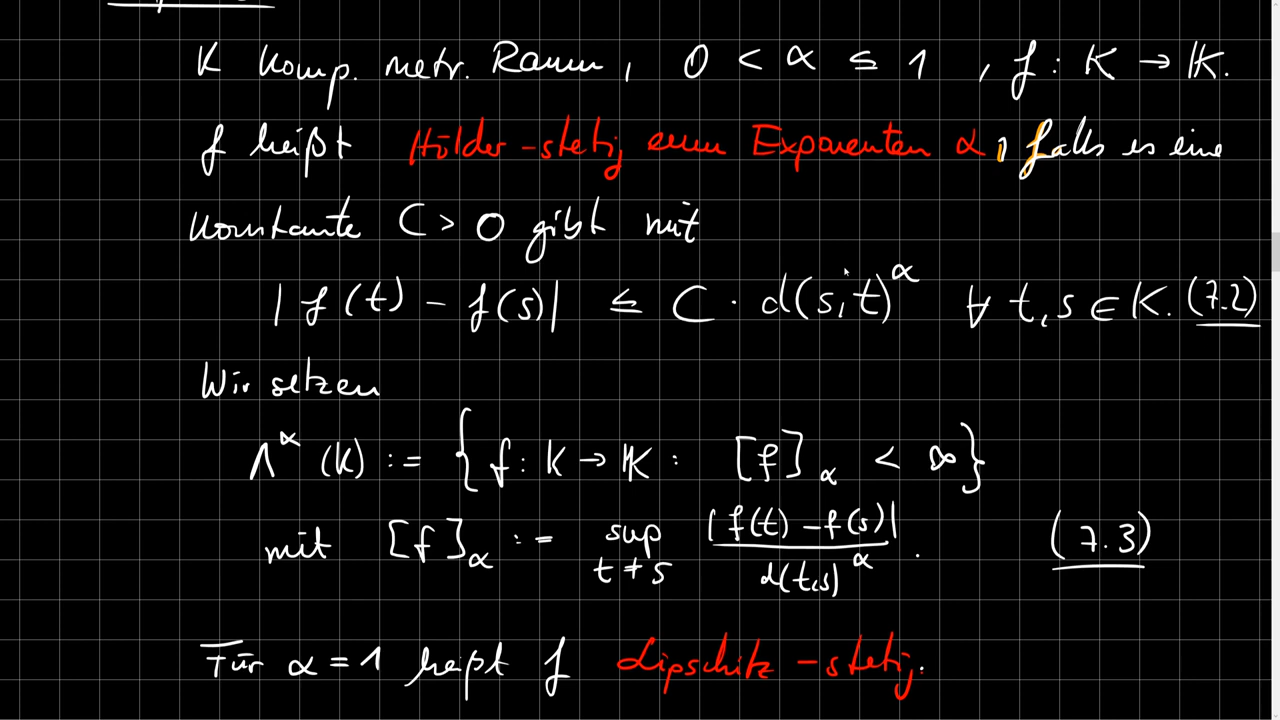 K komp. metr. Raum, 0 < α ≤ 1, f: K → 𝕂.
f heißt Hölder-stetig zum Exponenten α, falls es eine
Konstante C > 0 gibt mit
|f(t) - f(s)| ≤ C · d(s,t)^α ∀ t,s ∈ K. (7.2)
Wir setzen
Λ^α (K) := { f: K → 𝕂 : [f]_α < ∞ }
mit [f]_α := sup_{t≠s} |f(t) - f(s)| / d(t,s)^α . (7.3)
Für α = 1 heißt f Lipschitz-stetig.